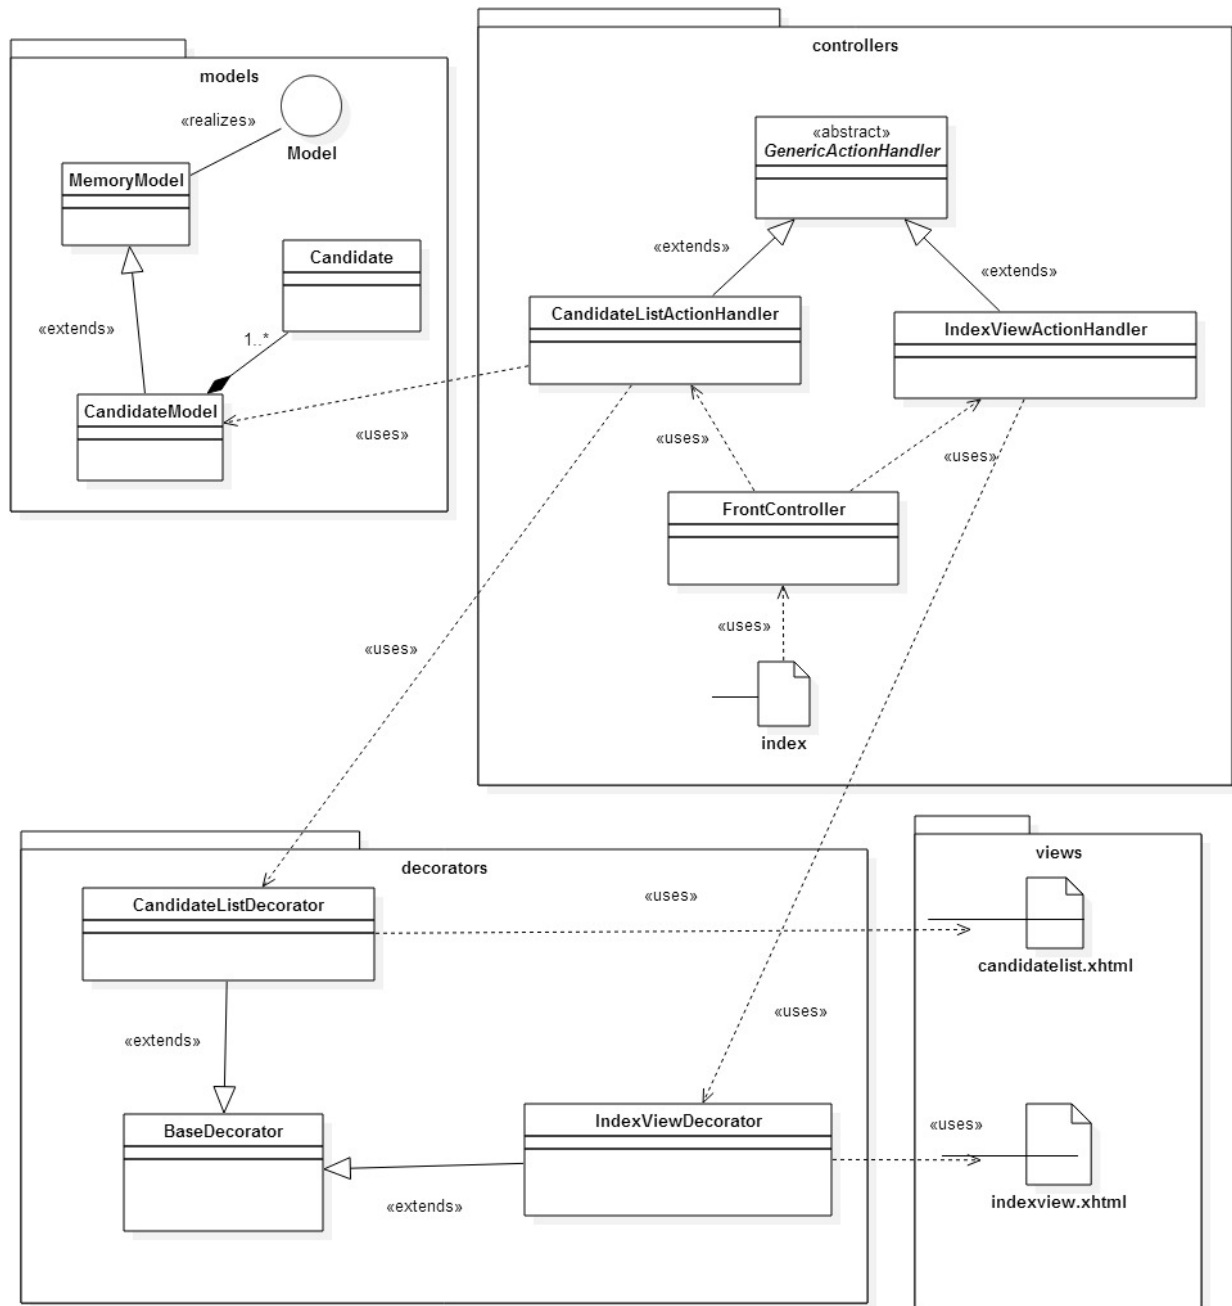 controllers
models
«realizes»
Model
MemoryModel
«abstract»
GenericActionHandler
Candidate
«extends»
«extends»
CandidateListActionHandler
IndexViewActionHandler
«extends»
1..*
CandidateModel
«uses»
«uses»
«uses»
FrontController
«uses»
«uses»
index
decorators
views
CandidateListDecorator
«uses»
candidatelist.xhtml
«uses»
«extends»
BaseDecorator
IndexViewDecorator
«uses»
«extends»
indexview.xhtml